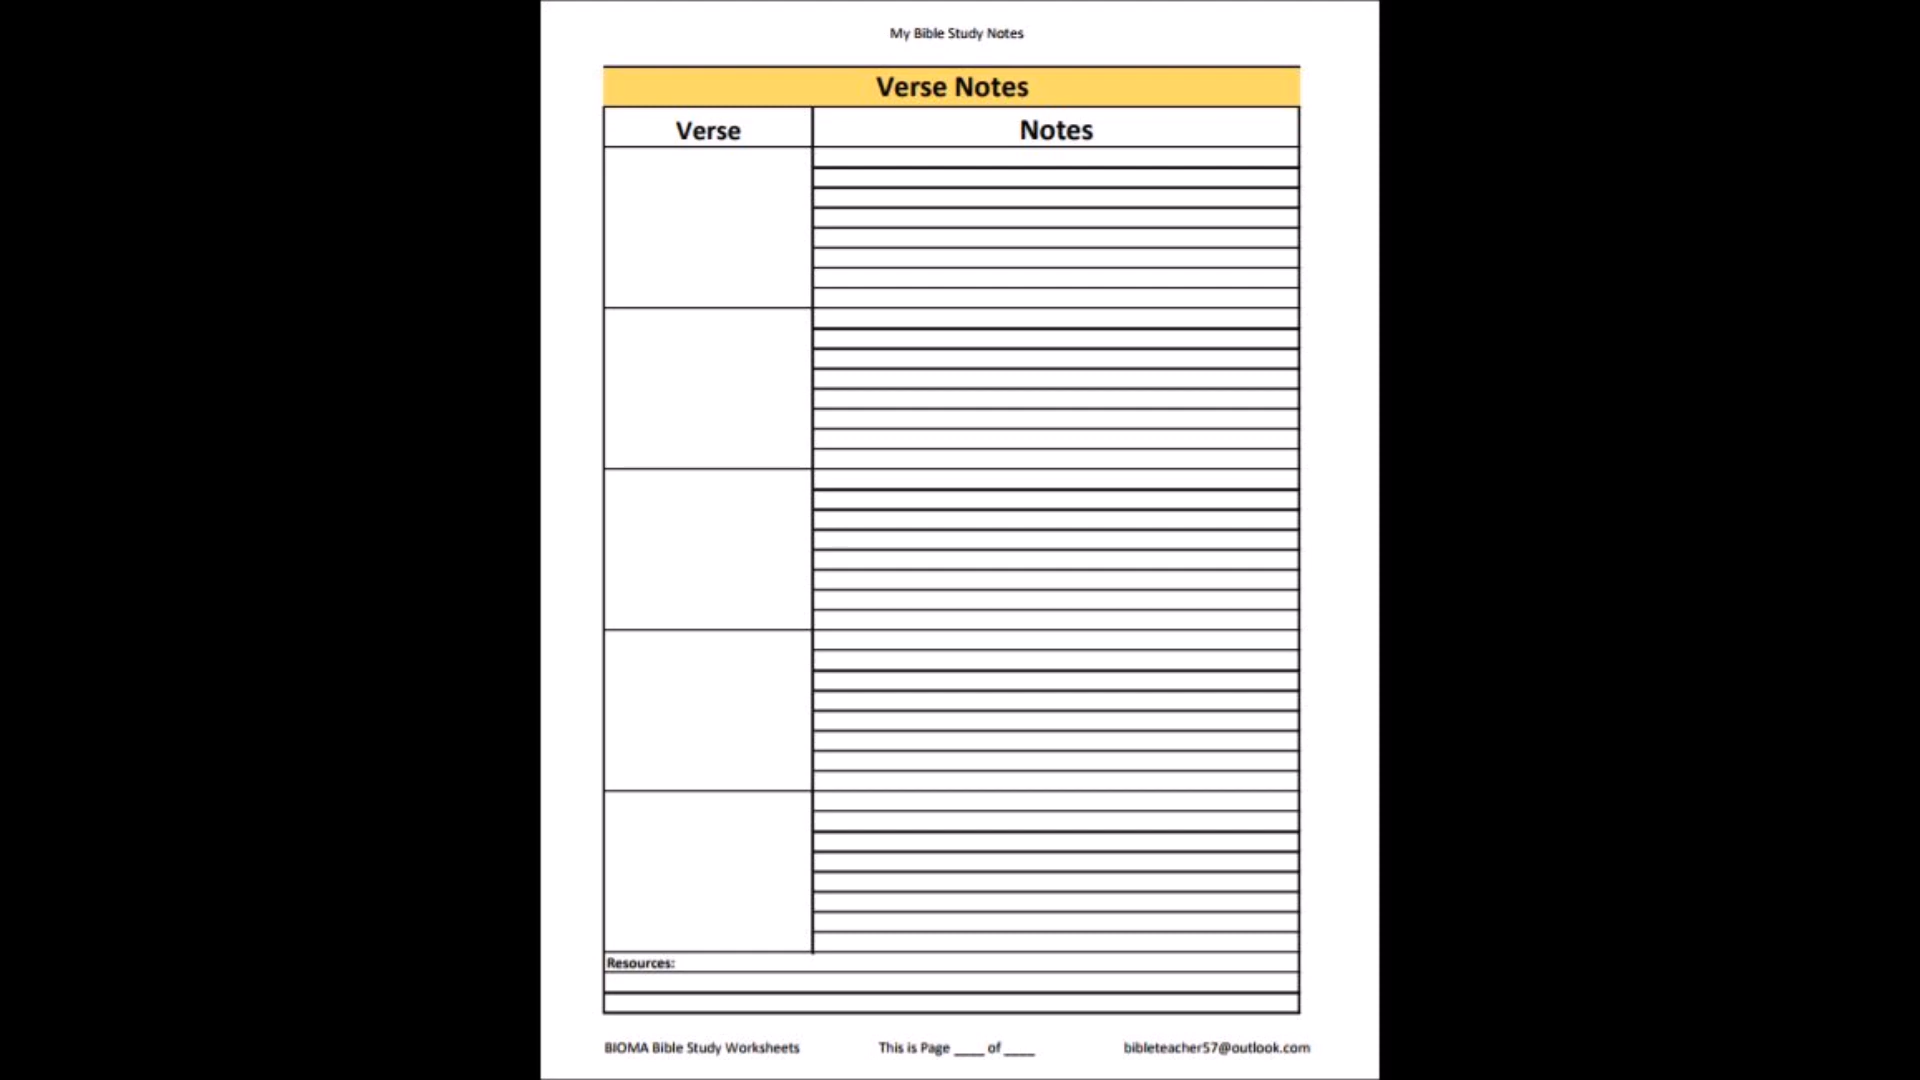 My Bible Study Notes
Verse Notes
Verse Notes
Resources:
BIOMA Bible Study Worksheets This is Page ____ of ____ bibleteacher57@outlook.com